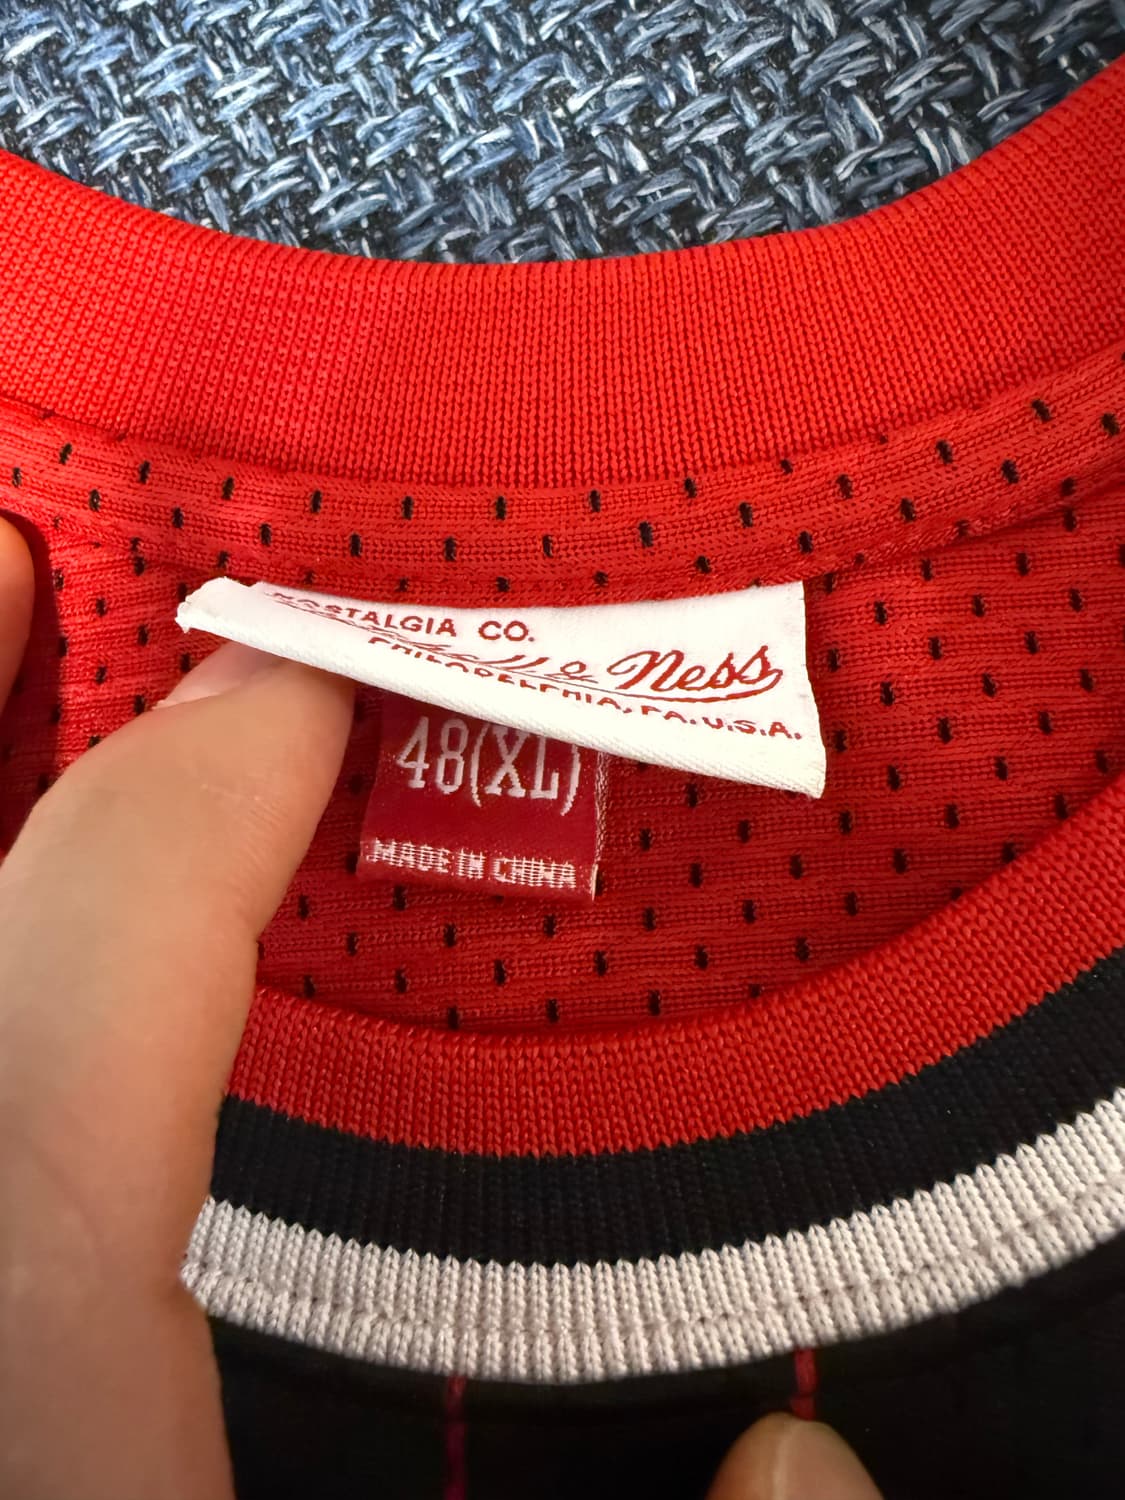 NOSTALGIA CO.
& Ness
PHILADELPHIA, PA. U.S.A.
48(XL)
MADE IN CHINA